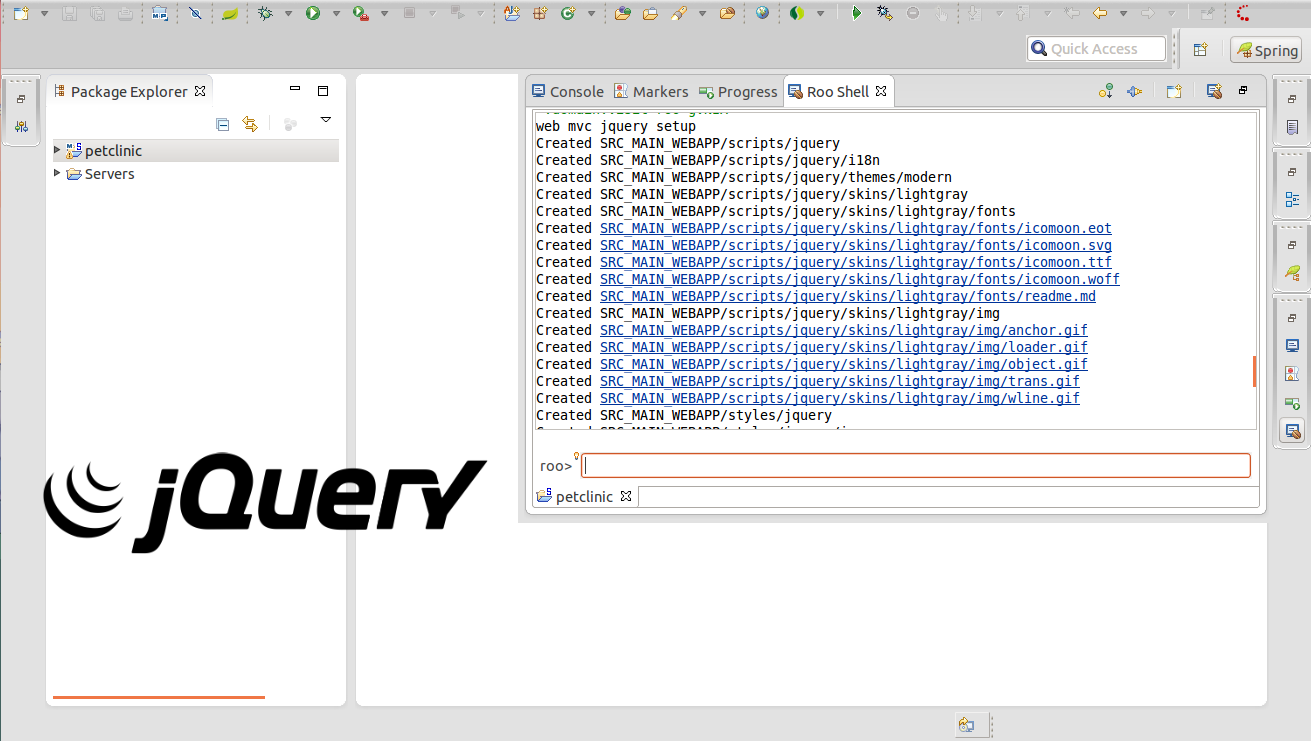 Quick Access
Spring
Package Explorer
petclinic
Servers
Console
Markers
Progress
Roo Shell
web mvc jquery setup
Created SRC_MAIN_WEBAPP/scripts/jquery
Created SRC_MAIN_WEBAPP/scripts/jquery/i18n
Created SRC_MAIN_WEBAPP/scripts/jquery/themes/modern
Created SRC_MAIN_WEBAPP/scripts/jquery/skins/lightgray
Created SRC_MAIN_WEBAPP/scripts/jquery/skins/lightgray/fonts
Created SRC_MAIN_WEBAPP/scripts/jquery/skins/lightgray/fonts/icomoon.eot
Created SRC_MAIN_WEBAPP/scripts/jquery/skins/lightgray/fonts/icomoon.svg
Created SRC_MAIN_WEBAPP/scripts/jquery/skins/lightgray/fonts/icomoon.ttf
Created SRC_MAIN_WEBAPP/scripts/jquery/skins/lightgray/fonts/icomoon.woff
Created SRC_MAIN_WEBAPP/scripts/jquery/skins/lightgray/fonts/readme.md
Created SRC_MAIN_WEBAPP/scripts/jquery/skins/lightgray/img
Created SRC_MAIN_WEBAPP/scripts/jquery/skins/lightgray/img/anchor.gif
Created SRC_MAIN_WEBAPP/scripts/jquery/skins/lightgray/img/loader.gif
Created SRC_MAIN_WEBAPP/scripts/jquery/skins/lightgray/img/object.gif
Created SRC_MAIN_WEBAPP/scripts/jquery/skins/lightgray/img/trans.gif
Created SRC_MAIN_WEBAPP/scripts/jquery/skins/lightgray/img/wline.gif
Created SRC_MAIN_WEBAPP/styles/jquery
roo>
petclinic
jQuery